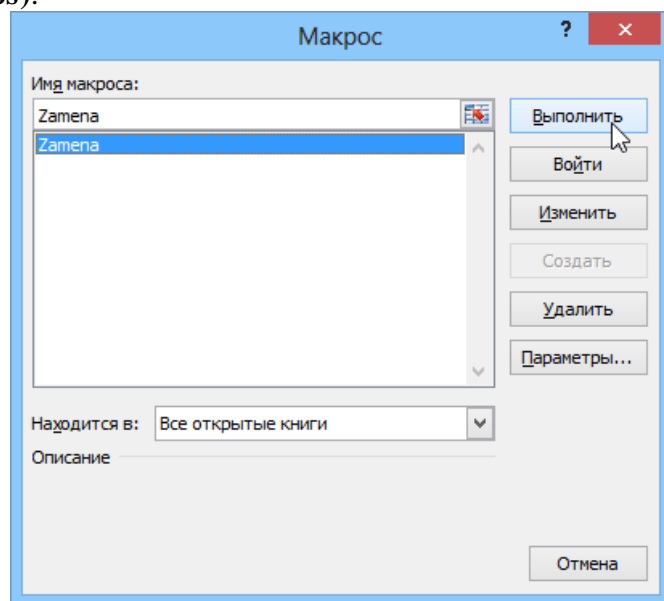 Макрос
?
×
Имя макроса:
Zamena
Zamena
Выполнить
Войти
Изменить
Создать
Удалить
Параметры...
Находится в: Все открытые книги
Описание
Отмена